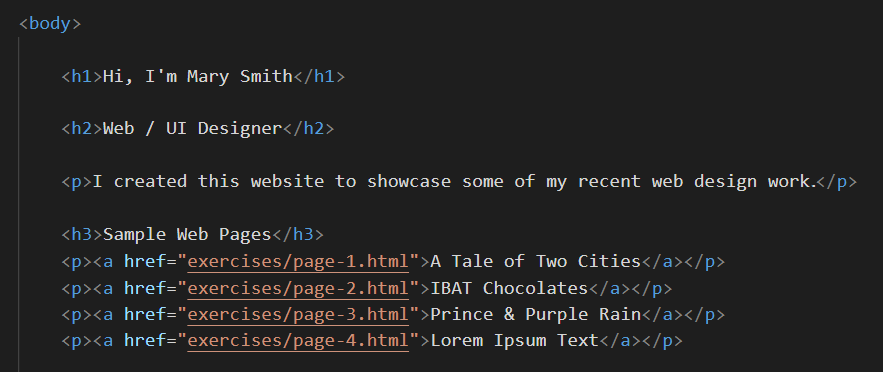 <body>
<h1>Hi, I'm Mary Smith</h1>
<h2>Web / UI Designer</h2>
<p>I created this website to showcase some of my recent web design work.</p>
<h3>Sample Web Pages</h3>
<p><a href="exercises/page-1.html">A Tale of Two Cities</a></p>
<p><a href="exercises/page-2.html">IBAT Chocolates</a></p>
<p><a href="exercises/page-3.html">Prince & Purple Rain</a></p>
<p><a href="exercises/page-4.html">Lorem Ipsum Text</a></p>